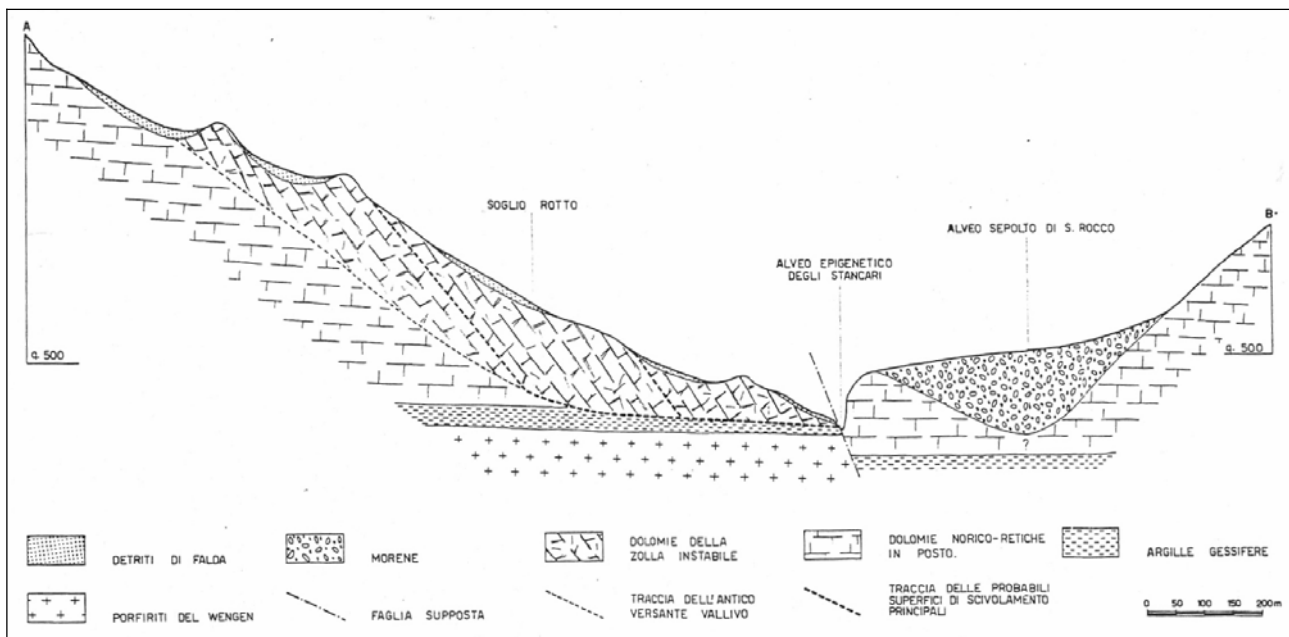 A
SOGLIO ROTTO
ALVEO EPIGENETICO
DEGLI STANCARI
ALVEO SEPOLTO DI S. ROCCO
B
q. 500
q. 500
?
DETRITI DI FALDA
MORENE
DOLOMIE DELLA
ZOLLA INSTABILE
DOLOMIE NORICO-RETICHE
IN POSTO.
ARGILLE GESSIFERE
PORFIRITI DEL WENGEN
FAGLIA SUPPOSTA
TRACCIA DELL'ANTICO
VERSANTE VALLIVO
TRACCIA DELLE PROBABILI
SUPERFICI DI SCIVOLAMENTO
PRINCIPALI
0 50 100 150 200m